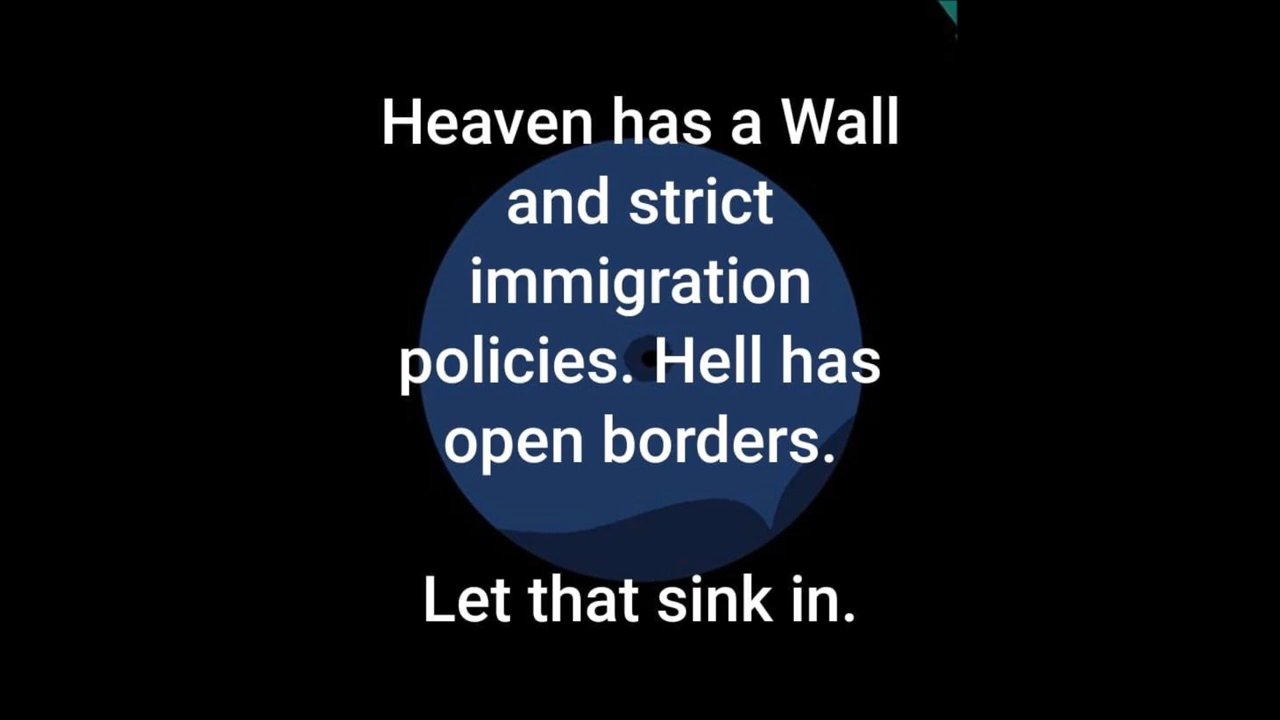 Heaven has a Wall
and strict
immigration
policies. Hell has
open borders.
Let that sink in.